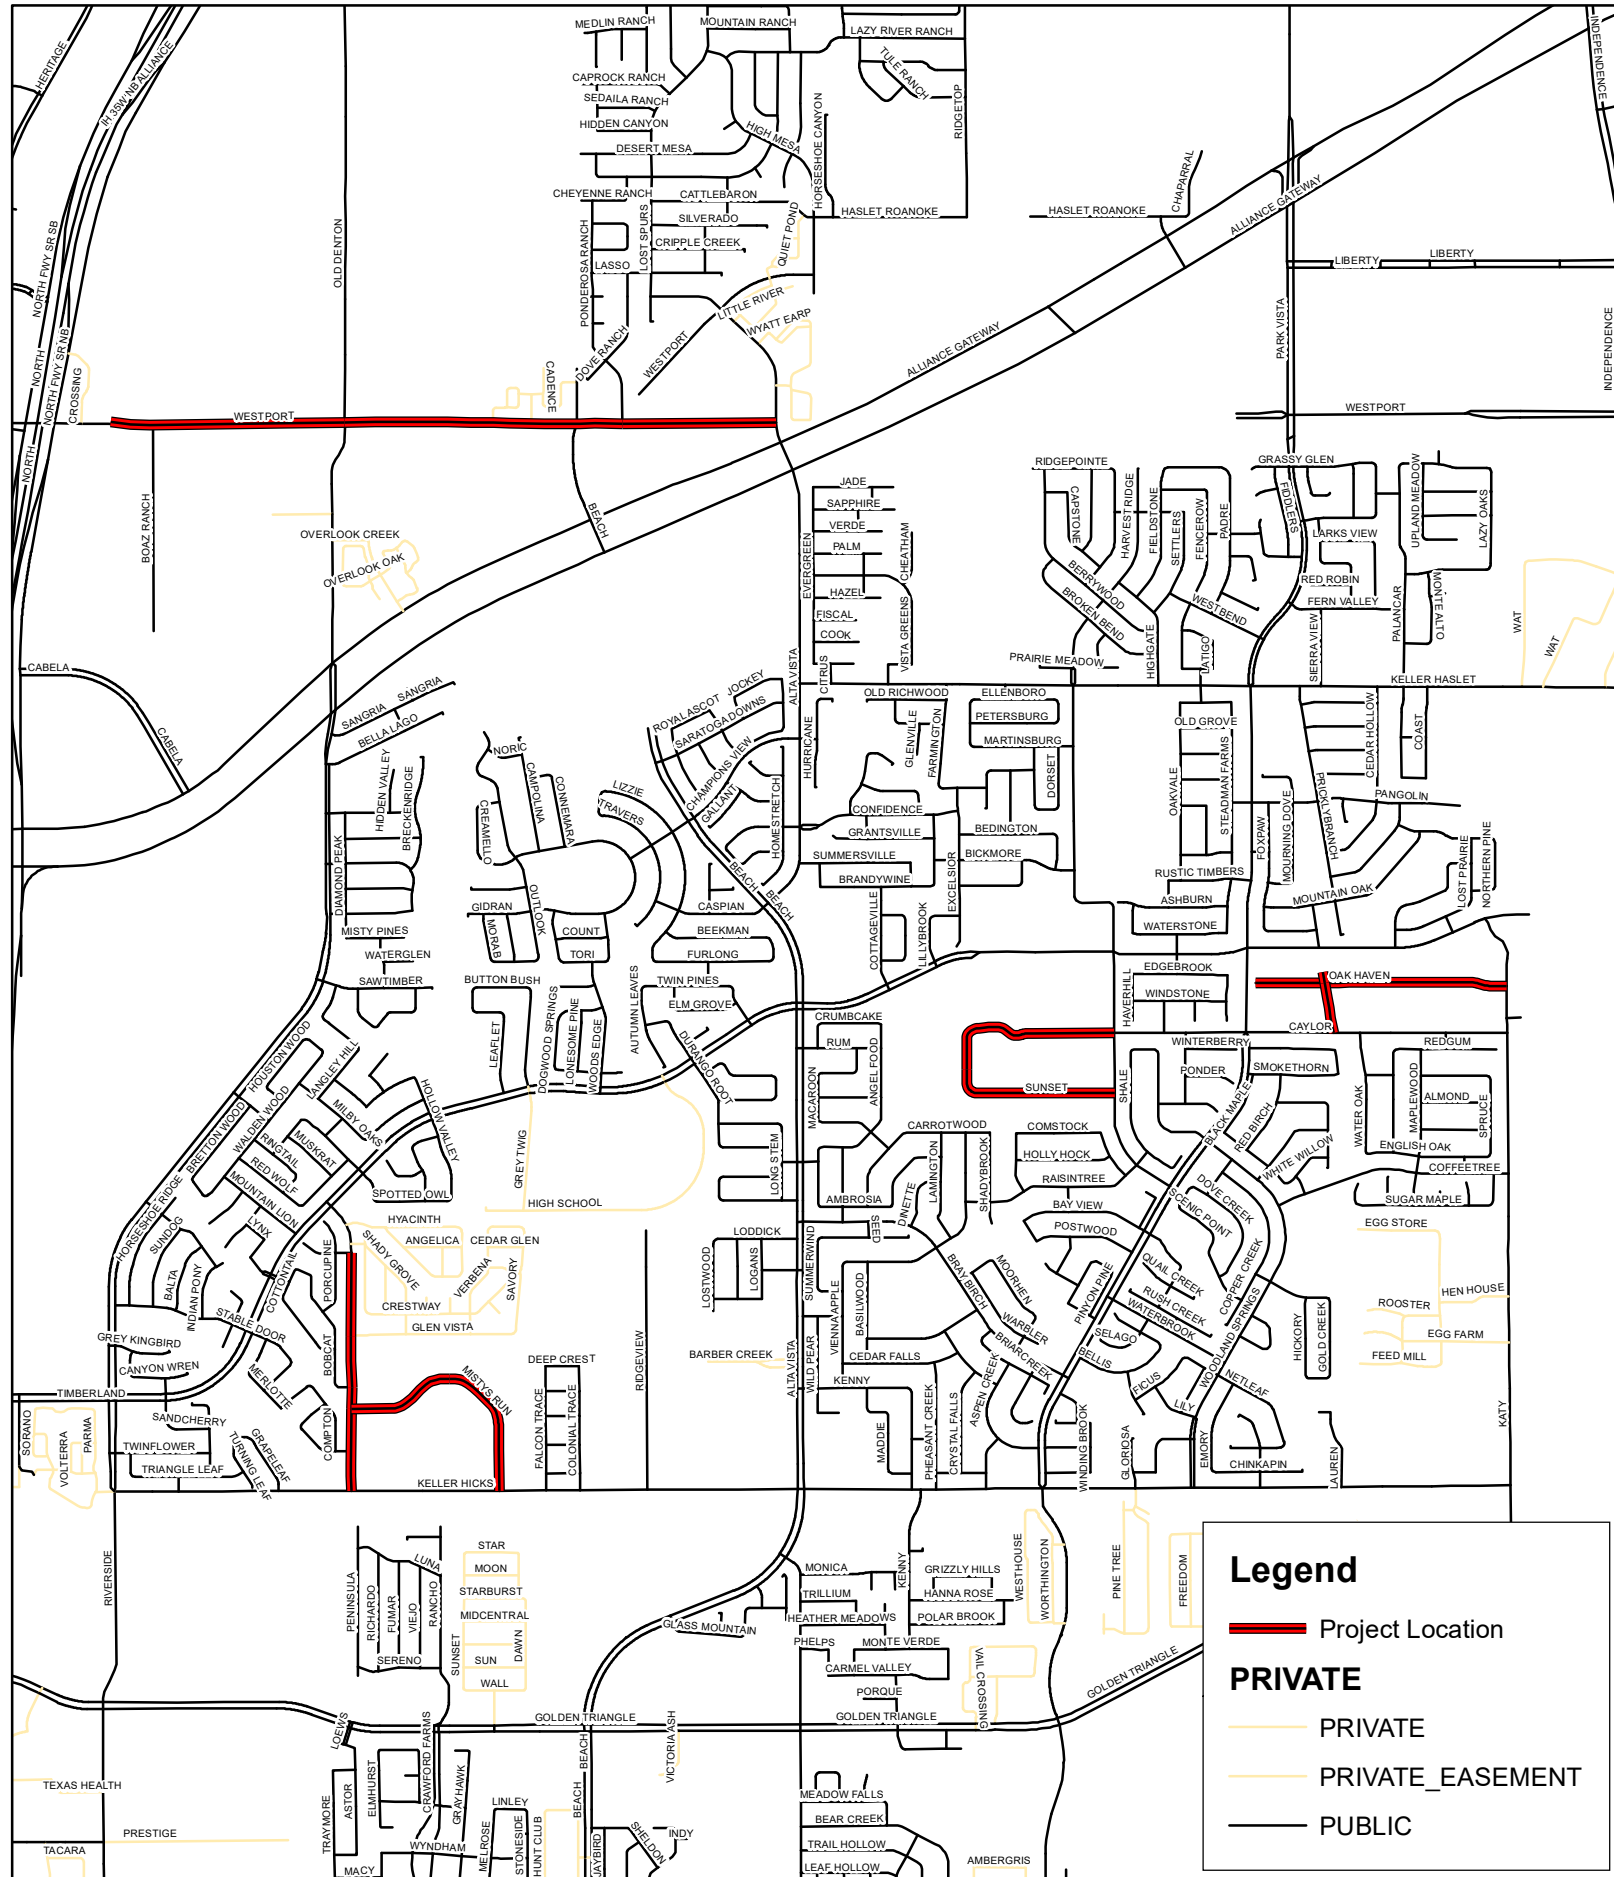 MEDLIN RANCH
MOUNTAIN RANCH
LAZY RIVER RANCH
INDEPENDENCE
HERITAGE
IH 35W NB ALLIANCE
TULE RANCH
CAPROCK RANCH
SEDAILA RANCH
HIDDEN CANYON
HIGH MESA
HORSESHOE CANYON
RIDGETOP
DESERT MESA
CHEYENNE RANCH
CATTLEBARON
CHAPARRAL
HASLET ROANOKE
HASLET ROANOKE
ALLIANCE GATEWAY
SILVERADO
LOST SPURS
CRIPPLE CREEK
QUIET POND
PONDEROSA RANCH
LASSO
OLD DENTON
NORTH FWY SR SB
LIBERTY
LIBERTY
LITTLE RIVER
WYATT EARP
WESTPORT
DOVE RANCH
CADENCE
PARK VISTA
INDEPENDENCE
ALLIANCE GATEWAY
NORTH
NORTH FWY SR NB
CROSSING
WESTPORT
WESTPORT
NORTH
BOAZ RANCH
BEACH
OVERLOOK CREEK
OVERLOOK OAK
JADE
SAPPHIRE
VERDE
PALM
HAZEL
FISCAL
COOK
CITRUS
EVERGREEN
CHEATHAM
VISTA GREENS
RIDGEPOINTE
CAPSTONE
HARVEST RIDGE
FIELDSTONE
SETTLERS
FENCEROW
PADRE
GRASSY GLEN
FIDDLERS
UPLAND MEADOW
LAZY OAKS
LARKS VIEW
RED ROBIN
FERN VALLEY
BERRYWOOD
BROKEN BEND
WESTBEND
HIGHGATE
LATIGO
SIERRA VIEW
PALANCAR
MONTE ALTO
WAT
WAT
PRAIRIE MEADOW
KELLER HASLET
CABELA
CABELA
SANGRIA
SANGRIA
BELLA LAGO
ROYAL ASCOT
JOCKEY
SARATOGA DOWNS
ALTA VISTA
CHAMPIONS VIEW
GALLANT
HOMESTRETCH
HURRICANE
OLD RICHWOOD
GLENVILLE
FARMINGTON
ELLENBORO
PETERSBURG
MARTINSBURG
DORSET
OLD GROVE
OAKVALE
STEADMAN FARMS
CEDAR HOLLOW
COAST
PRICKLY BRANCH
PANGOLIN
FOXPAW
MOURNING DOVE
LOST PRAIRIE
NORTHERN PINE
RUSTIC TIMBERS
MOUNTAIN OAK
ASHBURN
WATERSTONE
HIDDEN VALLEY
BRECKENRIDGE
DIAMOND PEAK
MISTY PINES
WATERGLEN
SAWTIMBER
NORIC
CAMPOLINA
CONNEMARA
CREAMELLO
LIZZIE
TRAVERS
GIDRAN
MORAB
OUTLOOK
COUNT
TORI
CASPIAN
BEEKMAN
FURLONG
BEACH
BEACH
CONFIDENCE
GRANTSVILLE
SUMMERSVILLE
BRANDYWINE
COTTAGEVILLE
LILLYBROOK
EXCELSIOR
BEDINGTON
BICKMORE
BUTTON BUSH
LEAFLET
DOGWOOD SPRINGS
LONESOME PINE
WOODS EDGE
AUTUMN LEAVES
TWIN PINES
ELM GROVE
DURANGO ROOT
EDGEBROOK
WINDSTONE
HAVERHILL
OAK HAVEN
CAYLOR
CRUMBCAKE
RUM
MACAROON
ANGEL FOOD
SUNSET
SHALE
WINTERBERRY
PONDER
SMOKETHORN
BLACK MAPLE
RED BIRCH
WHITE WILLOW
WATER OAK
REDGUM
MAPLEWOOD
ALMOND
SPRUCE
ENGLISH OAK
COFFEETREE
SUGAR MAPLE
HOUSTON WOOD
LANGLEY HILL
WALDEN WOOD
BRETTON WOOD
MILBY OAKS
HOLLOW VALLEY
RINGTAIL
MUSKRAT
RED WOLF
MOUNTAIN LION
SPOTTED OWL
LYNX
HORSESHOE RIDGE
SUNDOG
BALTA
INDIAN PONY
COTTONTAIL
PORCUPINE
STABLE DOOR
BOBCAT
GREY KINGBIRD
CANYON WREN
TIMBERLAND
MERLOTTE
COMPTON
SANDCHERRY
TWINFLOWER
TRIANGLE LEAF
TURNING LEAF
GRAPELEAF
SORANO
VOLTERRA
PARMA
GREY TWIG
HIGH SCHOOL
HYACINTH
ANGELICA
CEDAR GLEN
SHADY GROVE
VERBENA
SAVORY
CRESTWAY
GLEN VISTA
MISTYS RUN
KELLER HICKS
DEEP CREST
FALCON TRACE
COLONIAL TRACE
RIDGEVIEW
BARBER CREEK
LODDICK
LOSTWOOD
LOGANS
LONG STEM
SUMMERWIND
ALTA VISTA
WILD PEAR
VIENNA APPLE
BASILWOOD
CEDAR FALLS
KENNY
MADDIE
PHEASANT CREEK
CRYSTAL FALLS
ASPEN CREEK
AMBROSIA
SEED
DINETTE
LAMINGTON
CARROTWOOD
SHADYBROOK
COMSTOCK
HOLLY HOCK
RAISINTREE
BAY VIEW
POSTWOOD
BRAY BIRCH
MOORHEN
WARBLER
BRIARCREEK
PINYON PINE
SCENIC POINT
DOVE CREEK
QUAIL CREEK
RUSH CREEK
WATERBROOK
COPPER CREEK
WOODLAND SPRINGS
SELAGO
BELLIS
FICUS
LILY
NETLEAF
EMORY
GLORIOSA
WINDING BROOK
CHINKAPIN
LAUREN
HICKORY
GOLD CREEK
EGG STORE
ROOSTER
HEN HOUSE
EGG FARM
FEED MILL
KATY
RIVERSIDE
PENINSULA
RICHARDO
FUMAR
VIEJO
RANCHO
LUNA
SERENO
STAR
MOON
STARBURST
MIDCENTRAL
SUNSET
SUN
DAWN
WALL
GLASS MOUNTAIN
MONICA
TRILLIUM
HEATHER MEADOWS
PHELPS
MONTE VERDE
CARMEL VALLEY
PORQUE
KENNY
GRIZZLY HILLS
HANNA ROSE
POLAR BROOK
WESTHOUSE
WORTHINGTON
VAIL CROSSING
PINE TREE
FREEDOM
GOLDEN TRIANGLE
GOLDEN TRIANGLE
GOLDEN TRIANGLE
LOEWS
CRAWFORD FARMS
ASTOR
ELMHURST
GRAYHAWK
TRAYMORE
MACY
WYNDHAM
LINLEY
MELROSE
STONESIDE
HUNT CLUB
BEACH
BEACH
JAYBIRD
SHELDON
INDY
VICTORIA ASH
TEXAS HEALTH
PRESTIGE
TACARA
MEADOW FALLS
BEAR CREEK
TRAIL HOLLOW
LEAF HOLLOW
AMBERGRIS
Legend
Project Location
PRIVATE
PRIVATE
PRIVATE_EASEMENT
PUBLIC